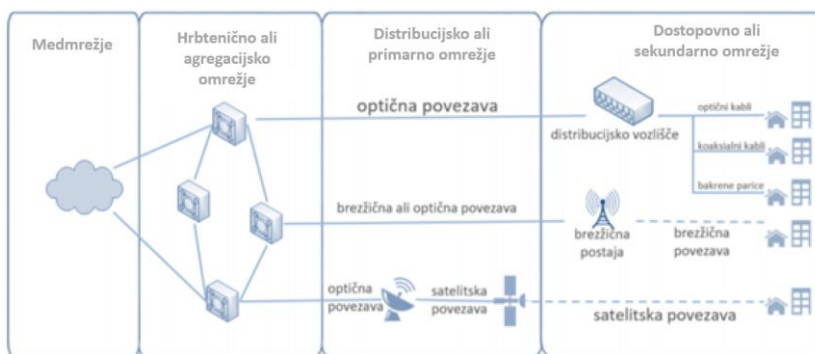 Medmrežje
Hrbtenično ali
agregacijsko
omrežje
Distribucijsko ali
primarno omrežje
Dostopovno ali
sekundarno omrežje
optična povezava
distribucijsko vozlišče
optični kabli
koaksialni kabli
bakrene parice
brezžična ali optična povezava
brezžična
postaja
brezžična
povezava
optična
povezava
satelitska
povezava
satelitska povezava